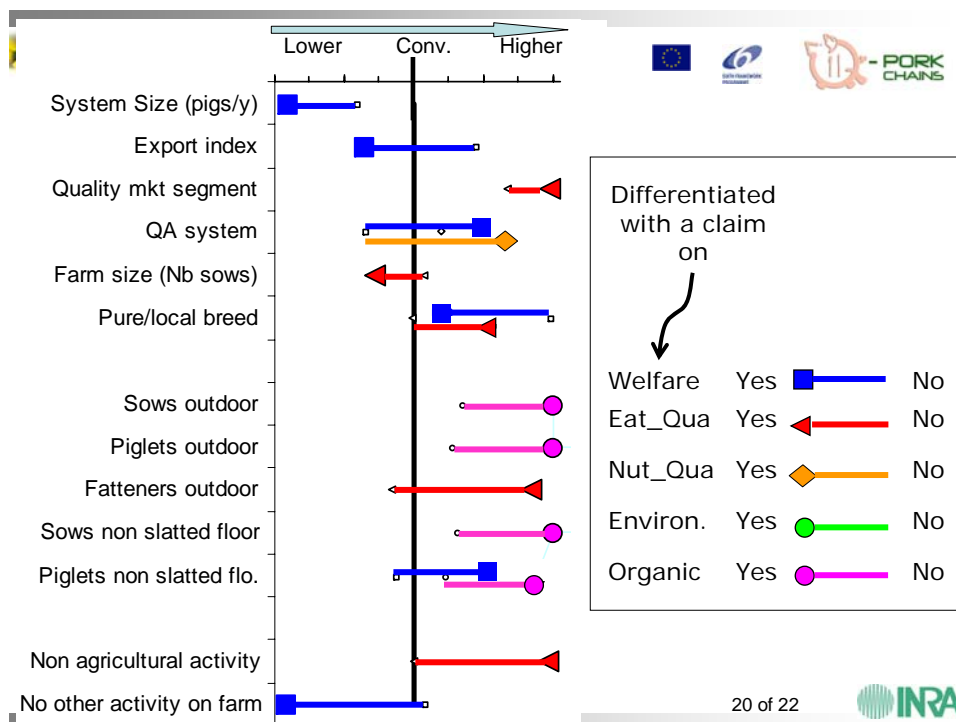 Lower Conv. Higher
- PORK
CHAINS
System Size (pigs/y)
Export index
Quality mkt segment
QA system
Farm size (Nb sows)
Pure/local breed
Sows outdoor
Piglets outdoor
Fatteners outdoor
Sows non slatted floor
Piglets non slatted flo.
Non agricultural activity
No other activity on farm
Differentiated
with a claim
on
Welfare Yes No
Eat_Qua Yes No
Nut_Qua Yes No
Environ. Yes No
Organic Yes No
20 of 22
INRA